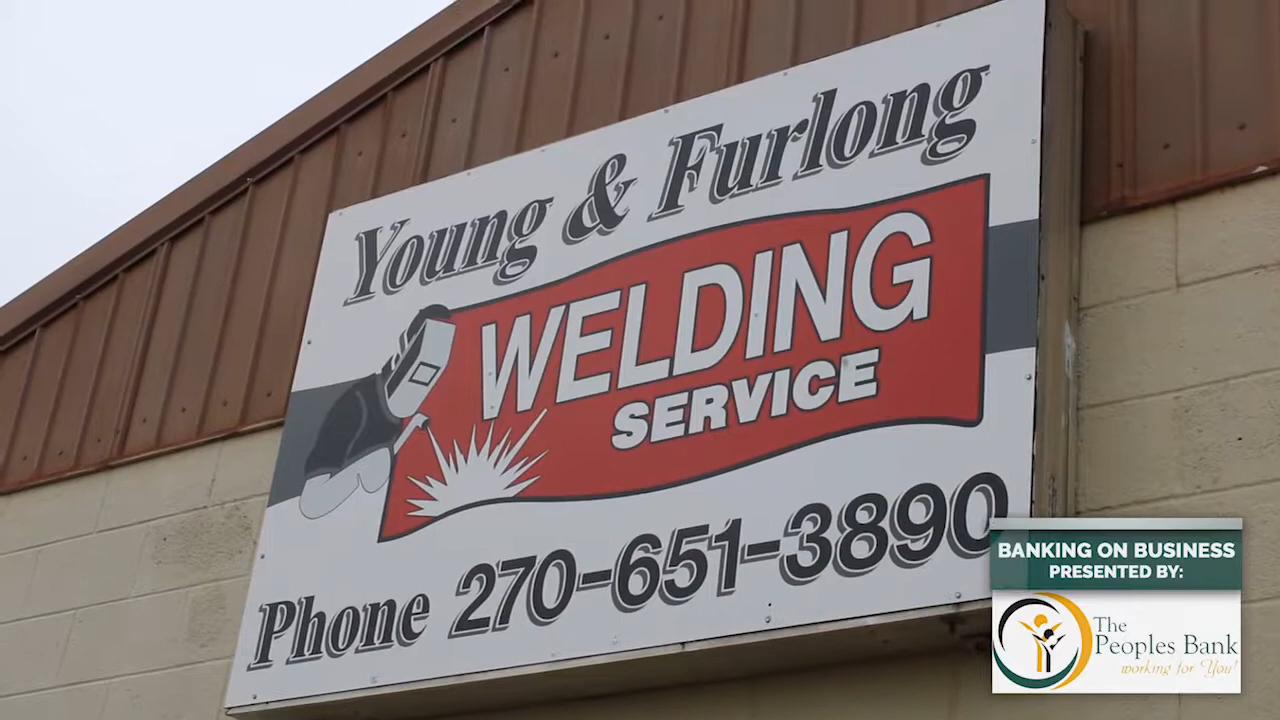 Young & Furlong
WELDING
SERVICE
Phone 270-651-3890
BANKING ON BUSINESS
PRESENTED BY:
The
Peoples Bank
working for You!